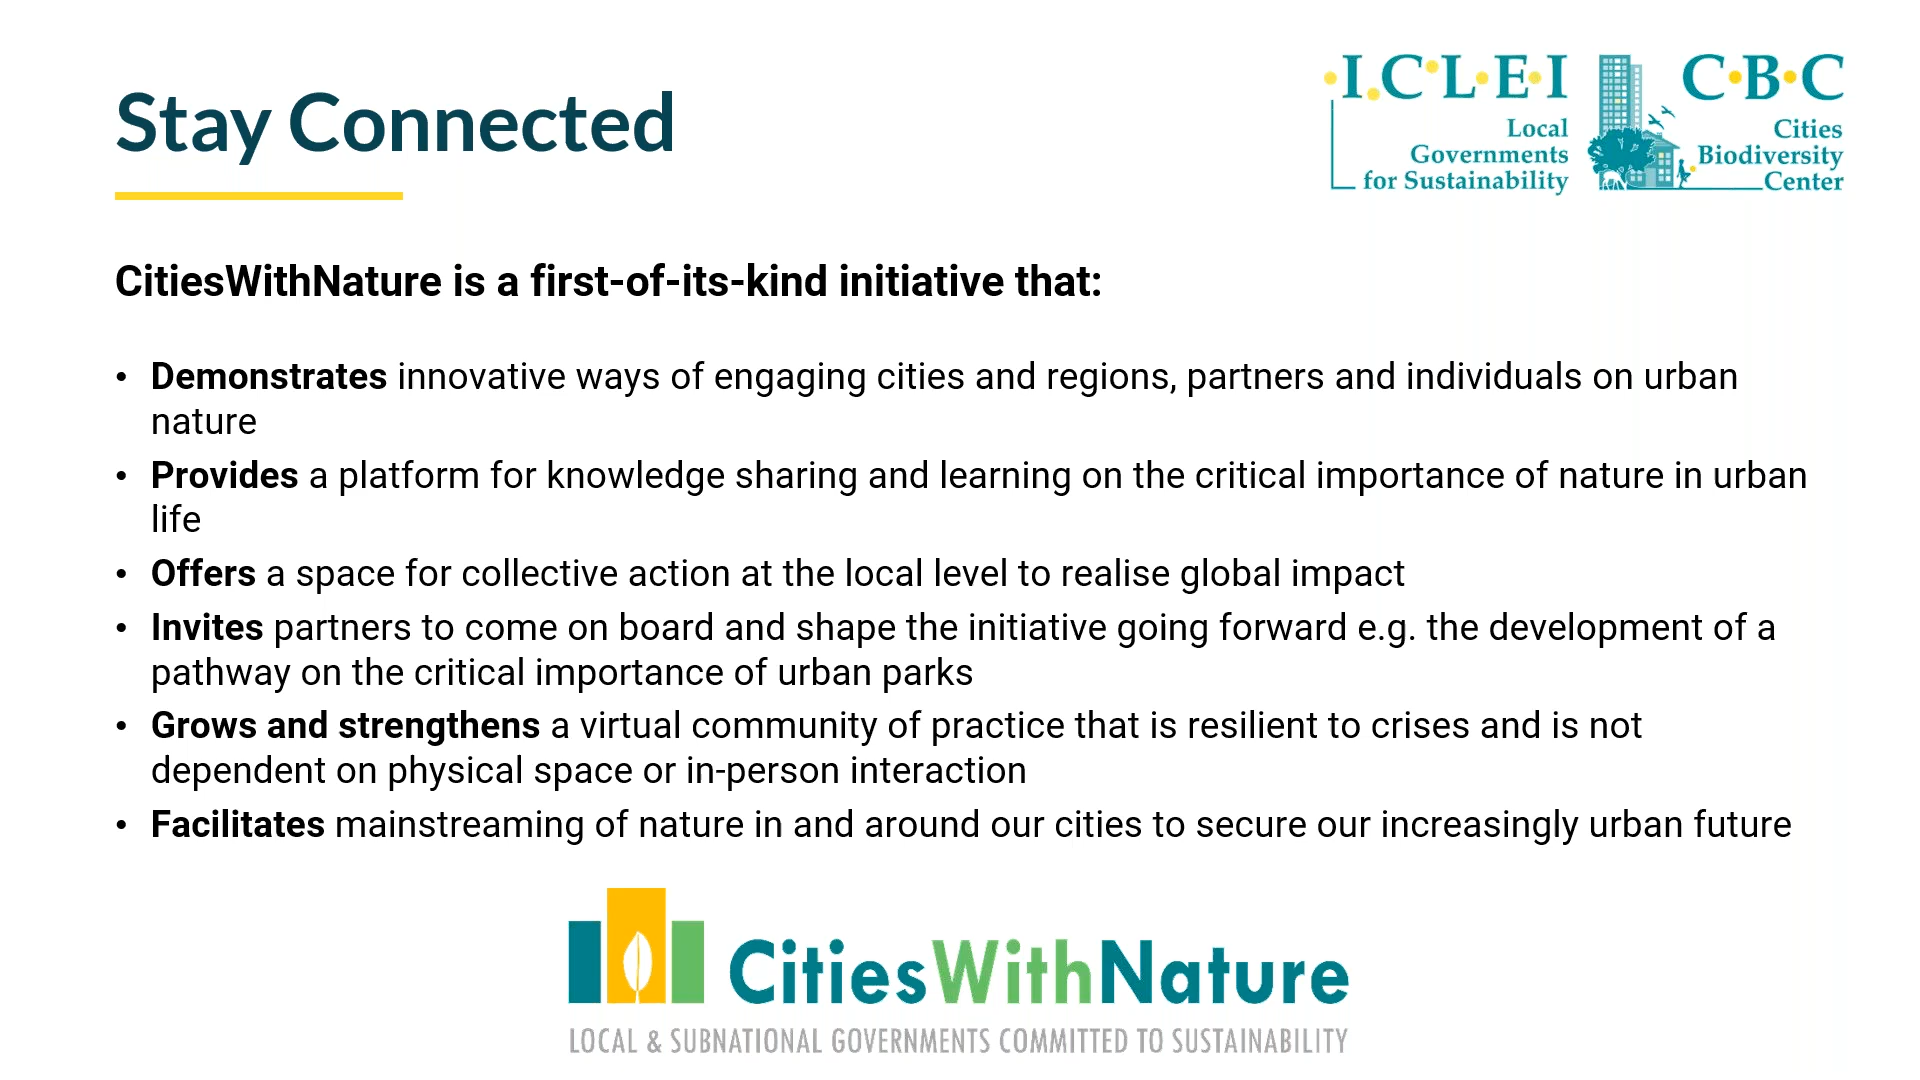 Stay Connected
I.C.L.E.I
Local
Governments
for Sustainability
C.B.C
Cities
Biodiversity
Center
CitiesWithNature is a first-of-its-kind initiative that:
• Demonstrates innovative ways of engaging cities and regions, partners and individuals on urban
nature
• Provides a platform for knowledge sharing and learning on the critical importance of nature in urban
life
• Offers a space for collective action at the local level to realise global impact
• Invites partners to come on board and shape the initiative going forward e.g. the development of a
pathway on the critical importance of urban parks
• Grows and strengthens a virtual community of practice that is resilient to crises and is not
dependent on physical space or in-person interaction
• Facilitates mainstreaming of nature in and around our cities to secure our increasingly urban future
CitiesWithNature
LOCAL & SUBNATIONAL GOVERNMENTS COMMITTED TO SUSTAINABILITY